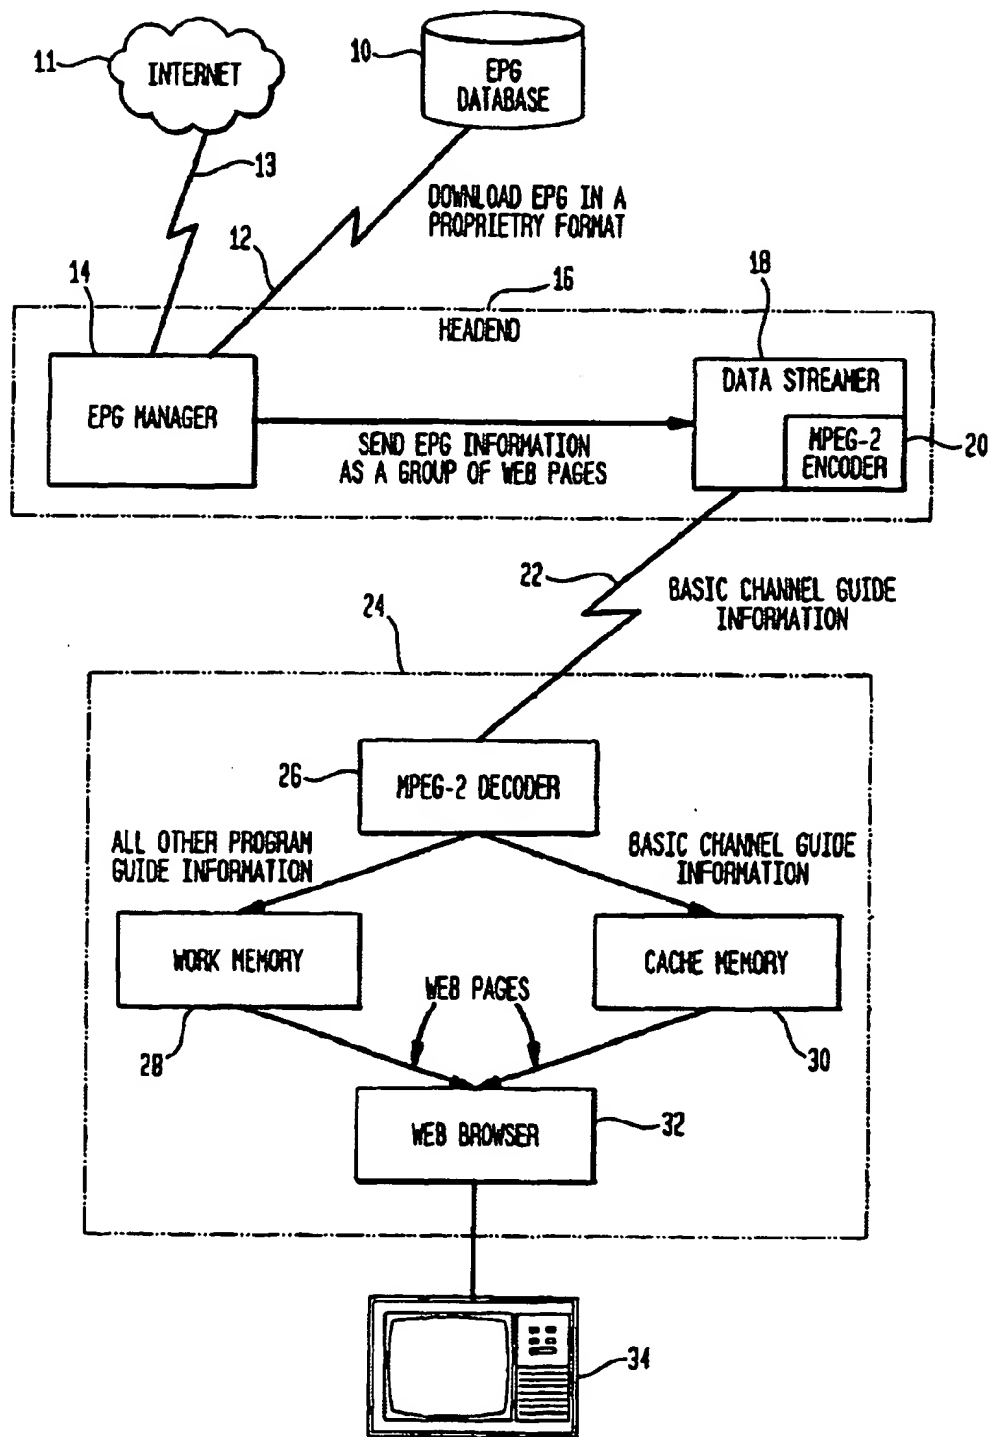 11
INTERNET
10
EPG
DATABASE
13
DOWNLOAD EPG IN A
PROPRIETRY FORMAT
12
14
16
18
HEADEND
EPG MANAGER
DATA STREAMER
MPEG-2
ENCODER
20
SEND EPG INFORMATION
AS A GROUP OF WEB PAGES
22
BASIC CHANNEL GUIDE
INFORMATION
24
26
MPEG-2 DECODER
ALL OTHER PROGRAM
GUIDE INFORMATION
BASIC CHANNEL GUIDE
INFORMATION
WORK MEMORY
CACHE MEMORY
WEB PAGES
28
30
WEB BROWSER
32
34